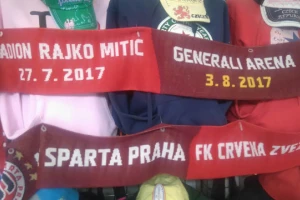 ADION RAJKO MITIĆ
27. 7. 2017
GENERALI ARENA
3. 8. 2017
SPARTA PRAHA
FK CRVENA ZVEZ